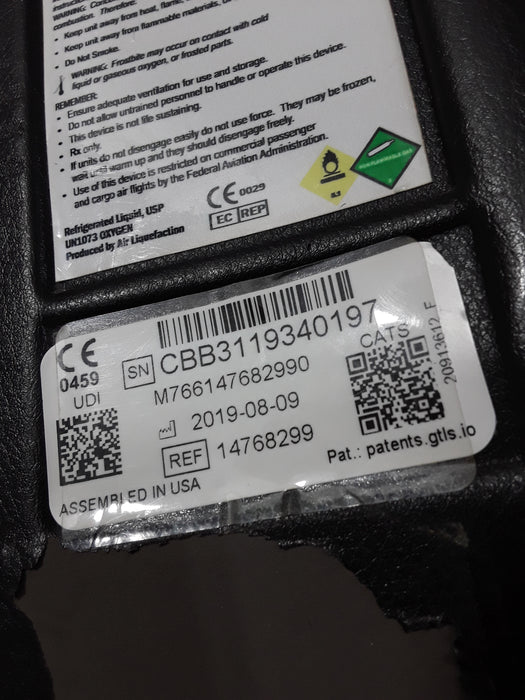 combustion. Therefore:
• Keep unit away from heat, flame,
• Keep unit away from flammable materials,
• Do Not Smoke.
WARNING: Frostbite may occur on contact with cold
liquid or gaseous oxygen, or frosted parts.
REMEMBER:
• Ensure adequate ventilation for use and storage.
• Do not allow untrained personnel to handle or operate this device.
• This device is not life sustaining.
• Rx only.
• If units do not disengage easily do not use force. They may be frozen,
wait until warm up and they should disengage freely.
• Use of this device is restricted on commercial passenger
and cargo air flights by the Federal Aviation Administration.
CE 0029
EC REP
5.1
NON-FLAMMABLE GAS
Refrigerated Liquid, USP
UN1073 OXYGEN
Produced by Air Liquefaction
CE
0459
UDI
SN CBB3119340197
M766147682990
2019-08-09
REF 14768299
CATS
20913612 F
Pat.: patents.gtls.io
ASSEMBLED IN USA